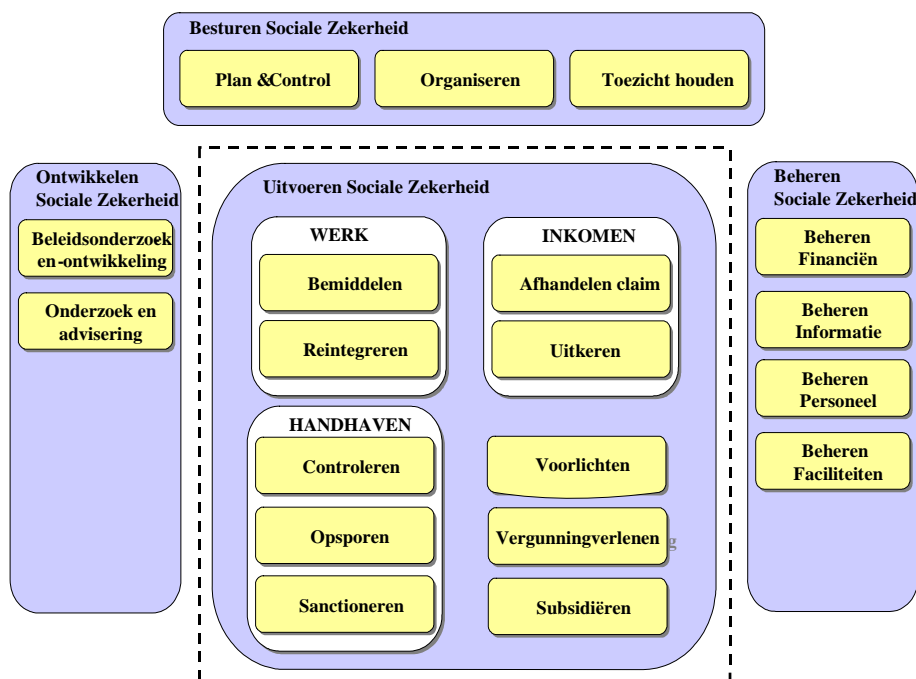 Besturen Sociale Zekerheid
Plan &Control
Organiseren
Toezicht houden
Ontwikkelen
Sociale Zekerheid
Beleidsonderzoek
en-ontwikkeling
Onderzoek en
advisering
Uitvoeren Sociale Zekerheid
WERK
Bemiddelen
Reintegreren
INKOMEN
Afhandelen claim
Uitkeren
HANDHAVEN
Controleren
Opsporen
Sanctioneren
Voorlichten
Vergunningverlenen
Subsidiëren
Beheren
Sociale Zekerheid
Beheren
Financiën
Beheren
Informatie
Beheren
Personeel
Beheren
Faciliteiten